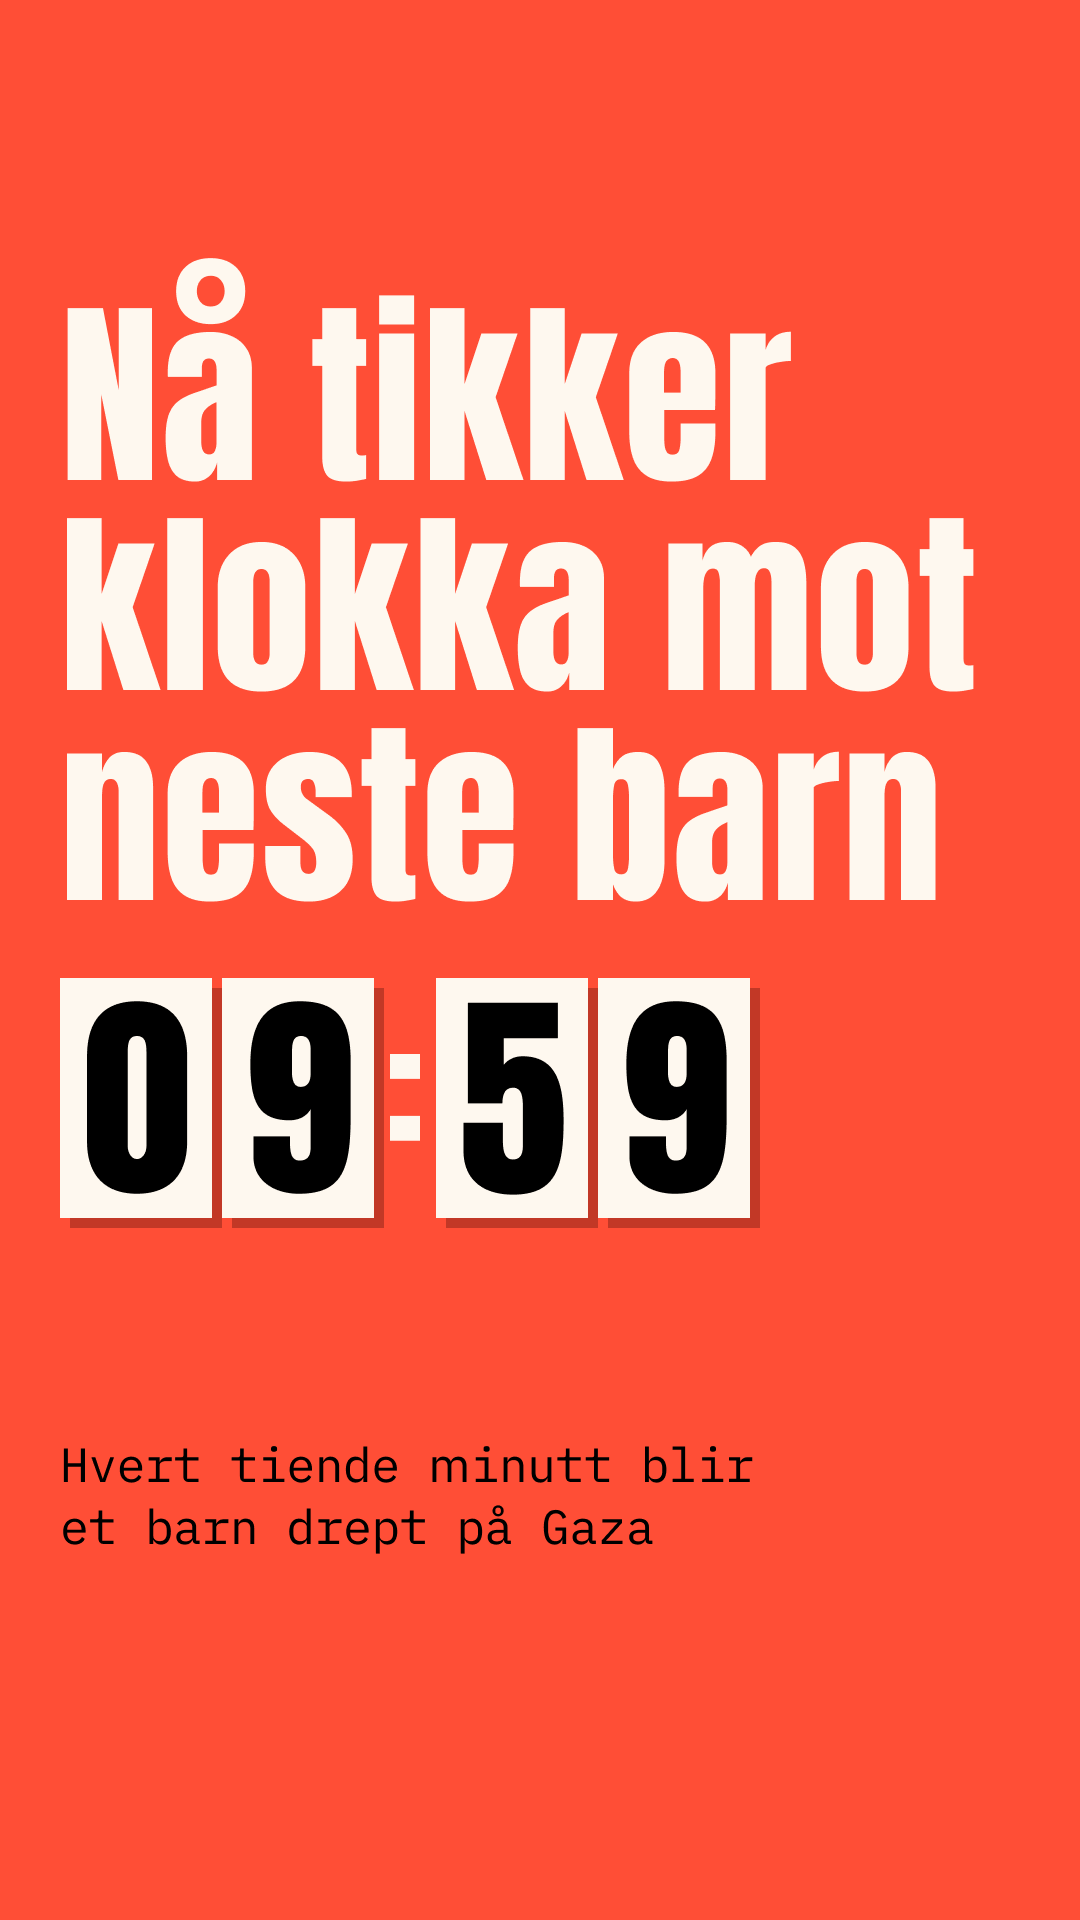 Nå tikker
klokka mot
neste barn
09:59
Hvert tiende minutt blir
et barn drept på Gaza